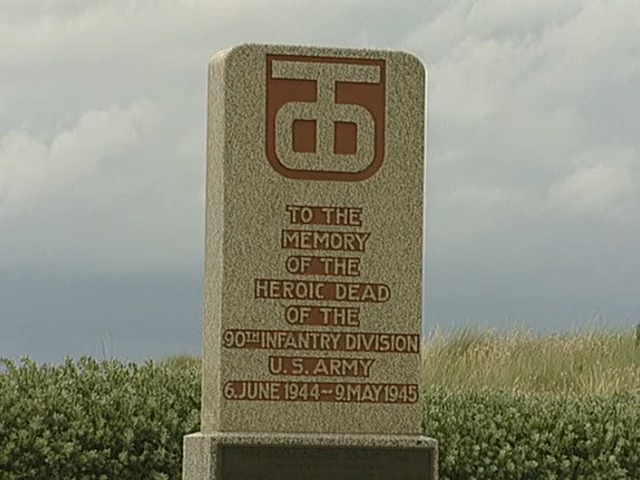 TO THE
MEMORY
OF THE
HEROIC DEAD
OF THE
90TH INFANTRY DIVISION
U.S. ARMY
6.JUNE 1944~9.MAY 1945